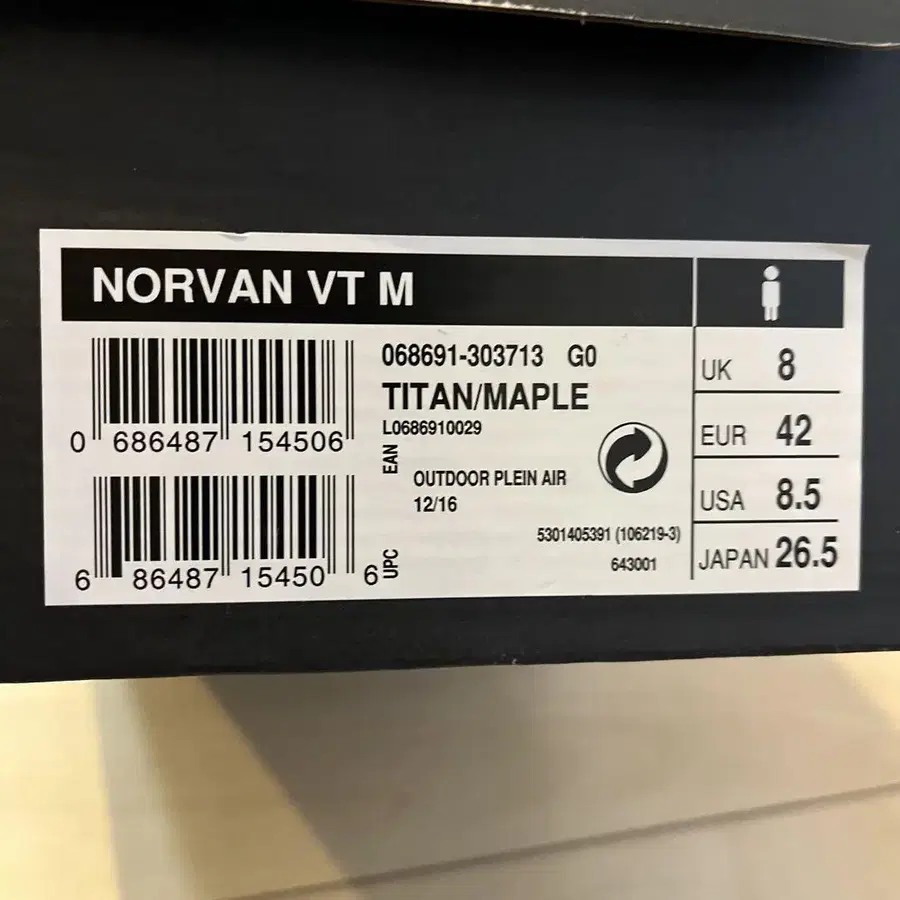 NORVAN VT M
0 686487 154506
EAN
6 86487 15450 6
UPC
068691-303713 G0
TITAN/MAPLE
L0686910029
OUTDOOR PLEIN AIR
12/16
5301405391 (106219-3)
643001
UK 8
EUR 42
USA 8.5
JAPAN 26.5